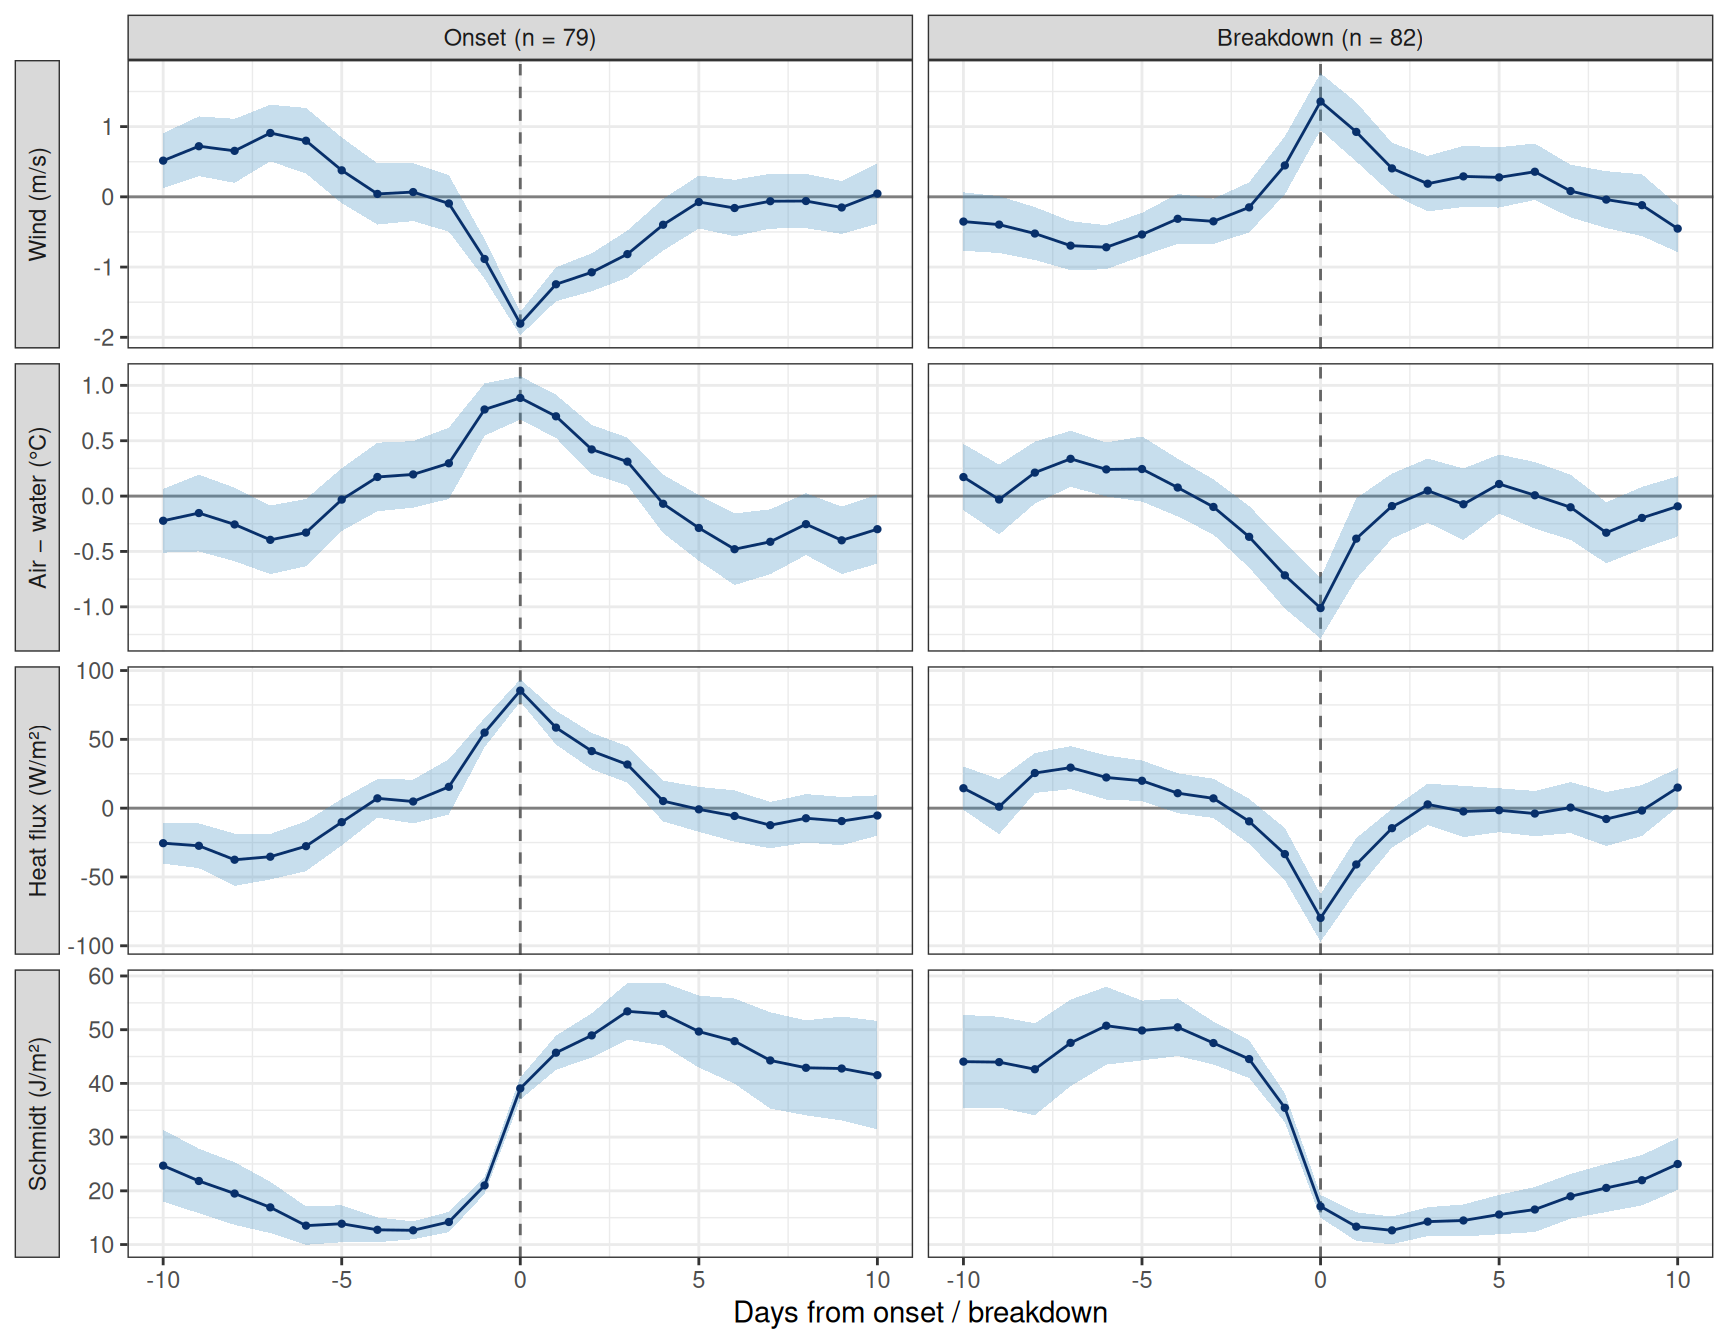 Onset (n = 79)
Breakdown (n = 82)
Wind (m/s)
1
0
-1
-2
Air – water (°C)
1.0
0.5
0.0
-0.5
-1.0
Heat flux (W/m²)
100
50
0
-50
-100
Schmidt (J/m²)
60
50
40
30
20
10
-10 -5 0 5 10
-10 -5 0 5 10
Days from onset / breakdown